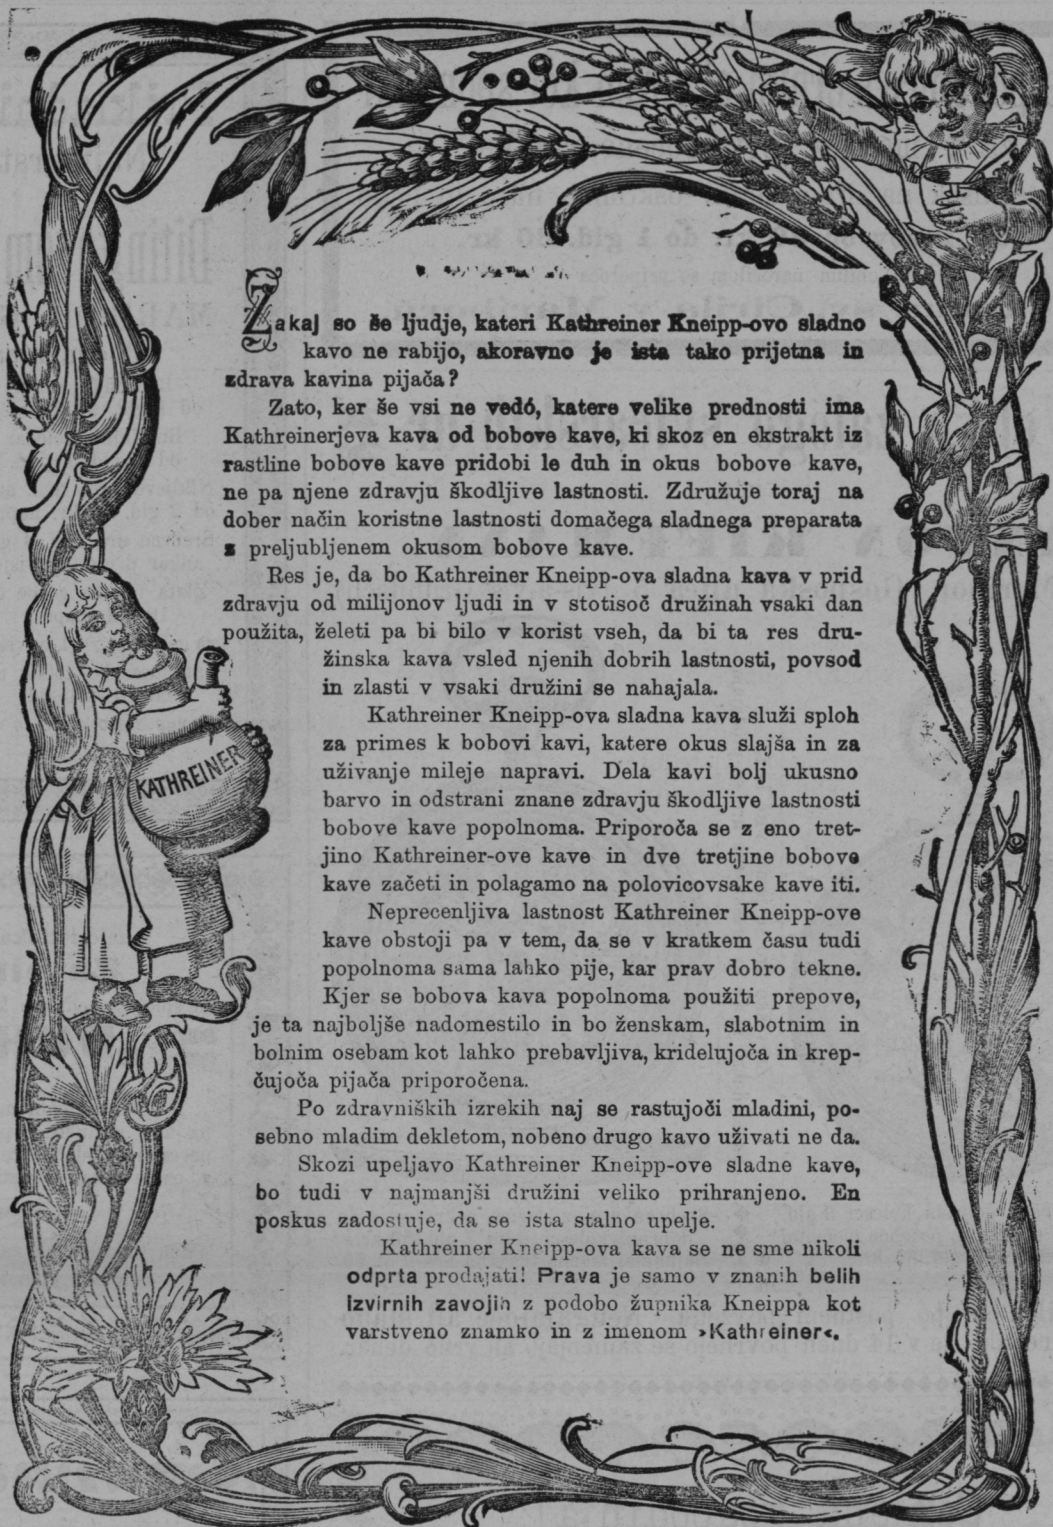 Zakaj so še ljudje, kateri Kathreiner Kneipp-ovo sladno
kavo ne rabijo, akoravno je ista tako prijetna in
zdrava kavina pijača?
Zato, ker še vsi ne vedó, katere velike prednosti ima
Kathreinerjeva kava od bobove kave, ki skoz en ekstrakt iz
rastline bobove kave pridobi le duh in okus bobove kave,
ne pa njene zdravju škodljive lastnosti. Združuje toraj na
dober način koristne lastnosti domačega sladnega preparata
z preljubljenem okusom bobove kave.
Res je, da bo Kathreiner Kneipp-ova sladna kava v prid
zdravju od milijonov ljudi in v stotisoč družinah vsaki dan
použita, želeti pa bi bilo v korist vseh, da bi ta res dru-
žinska kava vsled njenih dobrih lastnosti, povsod
in zlasti v vsaki družini se nahajala.
Kathreiner Kneipp-ova sladna kava služi sploh
za primes k bobovi kavi, katere okus slajša in za
uživanje mileje napravi. Dela kavi bolj ukusno
barvo in odstrani znane zdravju škodljive lastnosti
bobove kave popolnoma. Priporoča se z eno tret-
jino Kathreiner-ove kave in dve tretjine bobove
kave začeti in polagamo na polovicovsake kave iti.
Neprecenljiva lastnost Kathreiner Kneipp-ove
kave obstoji pa v tem, da se v kratkem času tudi
popolnoma sama lahko pije, kar prav dobro tekne.
Kjer se bobova kava popolnoma použiti prepove,
je ta najboljše nadomestilo in bo ženskam, slabotnim in
bolnim osebam kot lahko prebavljiva, kridelujoča in krep-
čujoča pijača priporočena.
Po zdravniških izrekih naj se rastujoči mladini, po-
sebno mladim dekletom, nobeno drugo kavo uživati ne da.
Skozi upeljavo Kathreiner Kneipp-ove sladne kave,
bo tudi v najmanjši družini veliko prihranjeno. En
poskus zadostuje, da se ista stalno upelje.
KATHREINER
Kathreiner Kneipp-ova kava se ne sme nikoli
odprta prodajati! Prava je samo v znanih belih
izvirnih zavojih z podobo župnika Kneippa kot
varstveno znamko in z imenom ›Kathreiner‹.